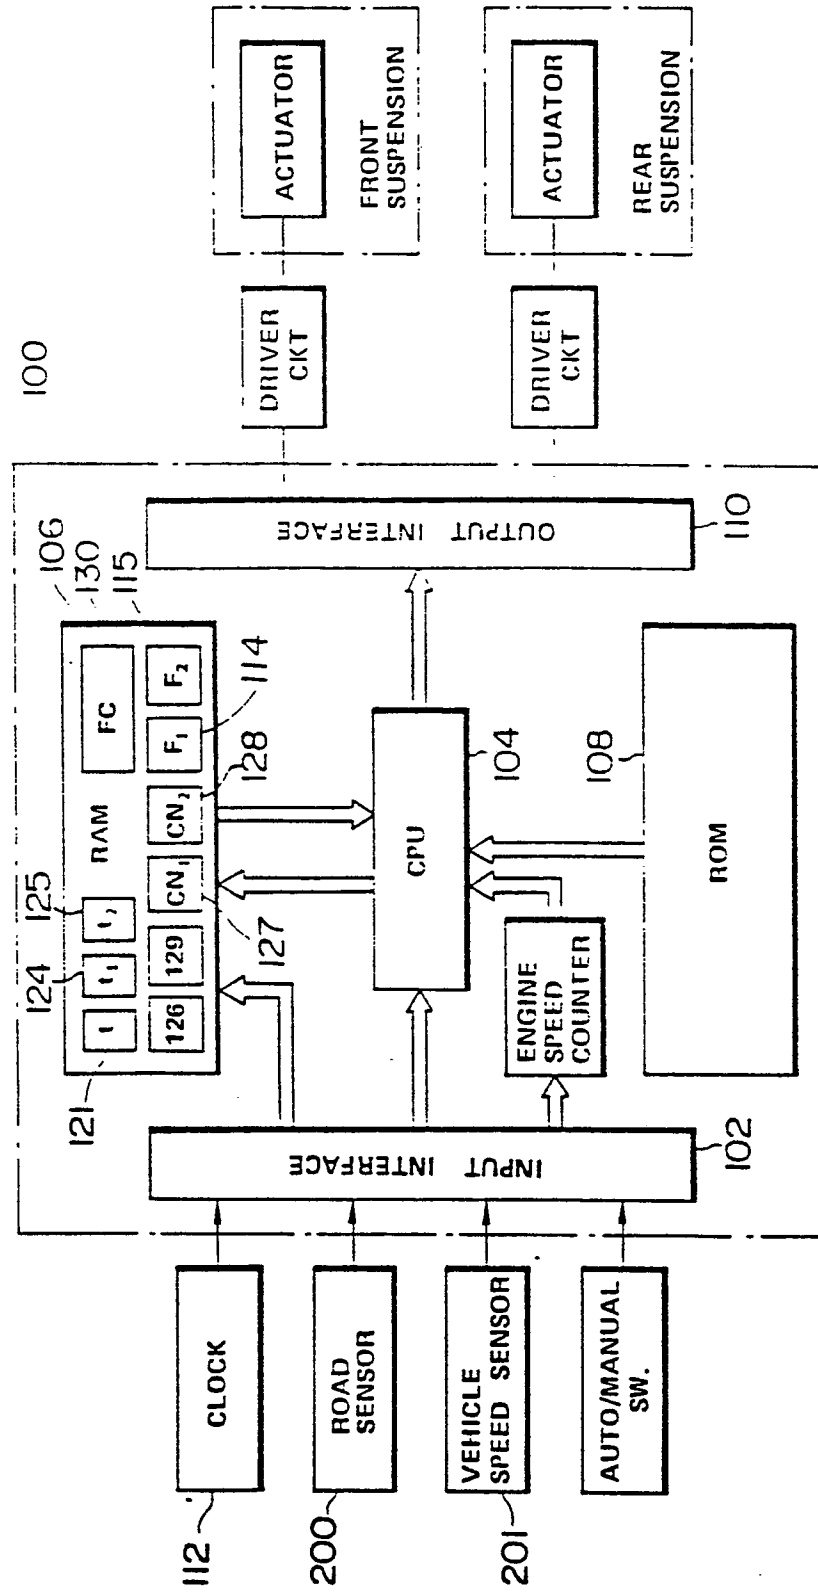 112
CLOCK
200
ROAD
SENSOR
201
VEHICLE
SPEED SENSOR
AUTO/MANUAL
SW.
INPUT INTERFACE
102
121
124
125
t
t₁
t₂
RAM
FC
126
129
CN₁
CN₂
F₁
F₂
106
130
115
114
128
127
CPU
104
ENGINE
SPEED
COUNTER
ROM
108
OUTPUT INTERFACE
110
100
DRIVER
CKT
DRIVER
CKT
ACTUATOR
FRONT
SUSPENSION
ACTUATOR
REAR
SUSPENSION